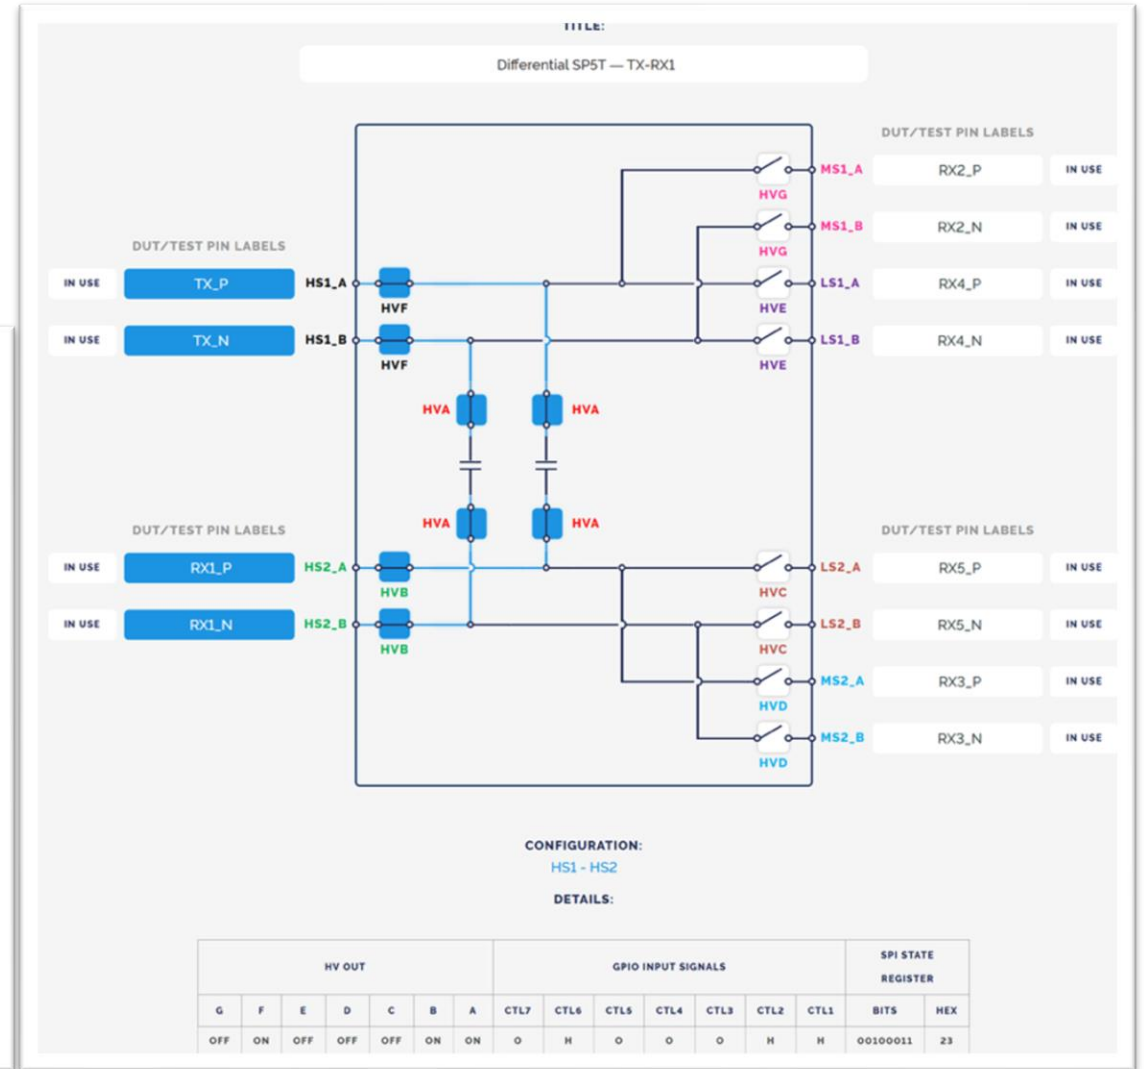 TITLE:
Differential SP5T — TX-RX1
DUT/TEST PIN LABELS
MS1_A RX2_P IN USE
HVG
MS1_B RX2_N IN USE
HVG
DUT/TEST PIN LABELS
IN USE TX_P HS1_A LS1_A RX4_P IN USE
HVF HVE
IN USE TX_N HS1_B LS1_B RX4_N IN USE
HVF HVE
HVA HVA
HVA HVA
DUT/TEST PIN LABELS DUT/TEST PIN LABELS
IN USE RX1_P HS2_A LS2_A RX5_P IN USE
HVB HVC
IN USE RX1_N HS2_B LS2_B RX5_N IN USE
HVB HVC
MS2_A RX3_P IN USE
HVD
MS2_B RX3_N IN USE
HVD
CONFIGURATION:
HS1 - HS2
DETAILS:
HV OUT GPIO INPUT SIGNALS SPI STATE REGISTER
G F E D C B A CTL7 CTL6 CTL5 CTL4 CTL3 CTL2 CTL1 BITS HEX
OFF ON OFF OFF OFF ON ON O H O O O H H 00100011 23